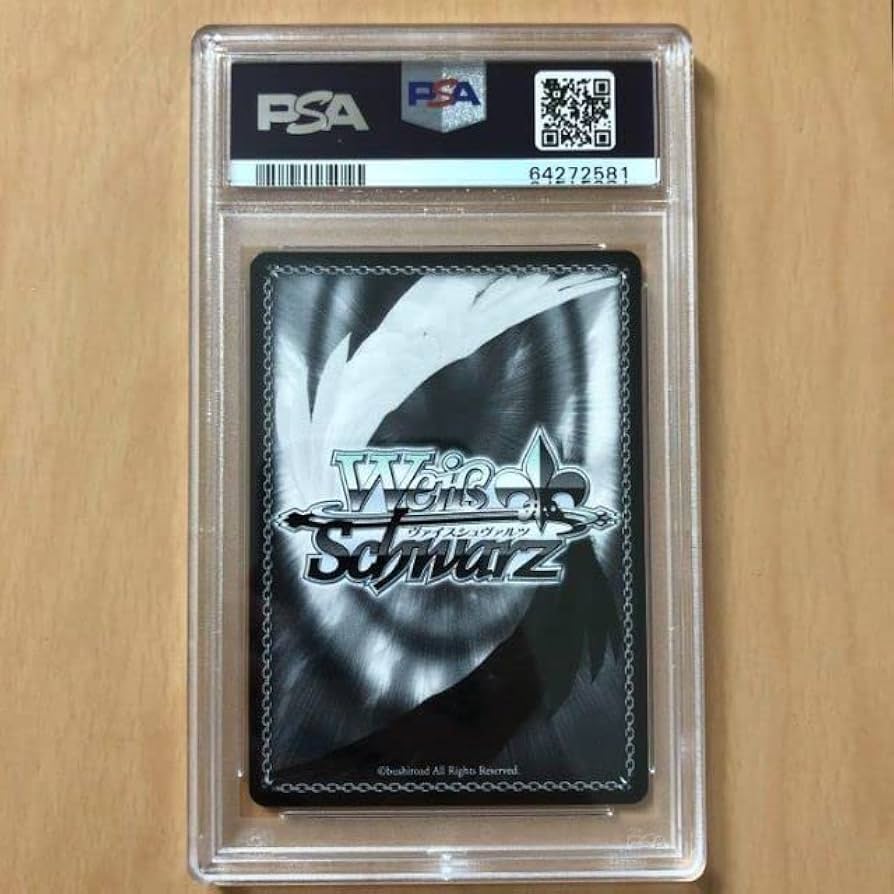 PSA
PSA
64272581
Weiß
ヴァイスシュヴァルツ
Schwarz
©bushiroad All Rights Reserved.